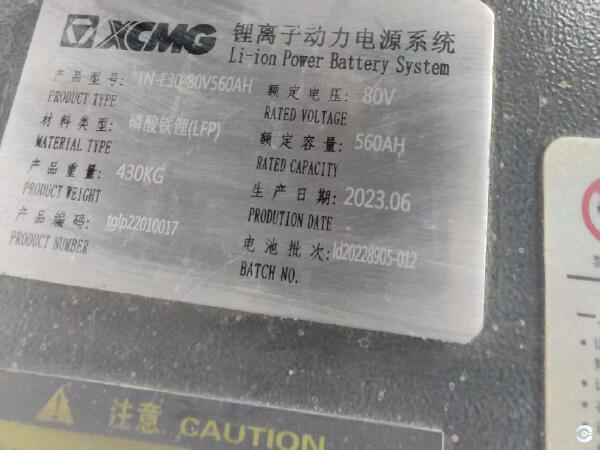 XCMG 锂离子动力电源系统
Li-ion Power Battery System
产品型号: TN-E30-80V560AH
PRODUCT TYPE
额定电压: 80V
RATED VOLTAGE
材料类型: 磷酸铁锂(LFP)
MATERIAL TYPE
额定容量: 560AH
RATED CAPACITY
产品重量: 430KG
PRODUCT WEIGHT
生产日期: 2023.06
PRODUTION DATE
产品编码: tglp22010017
PRODUCT NUMBER
电池批次: ld20228905-012
BATCH NO.
注意 CAUTION